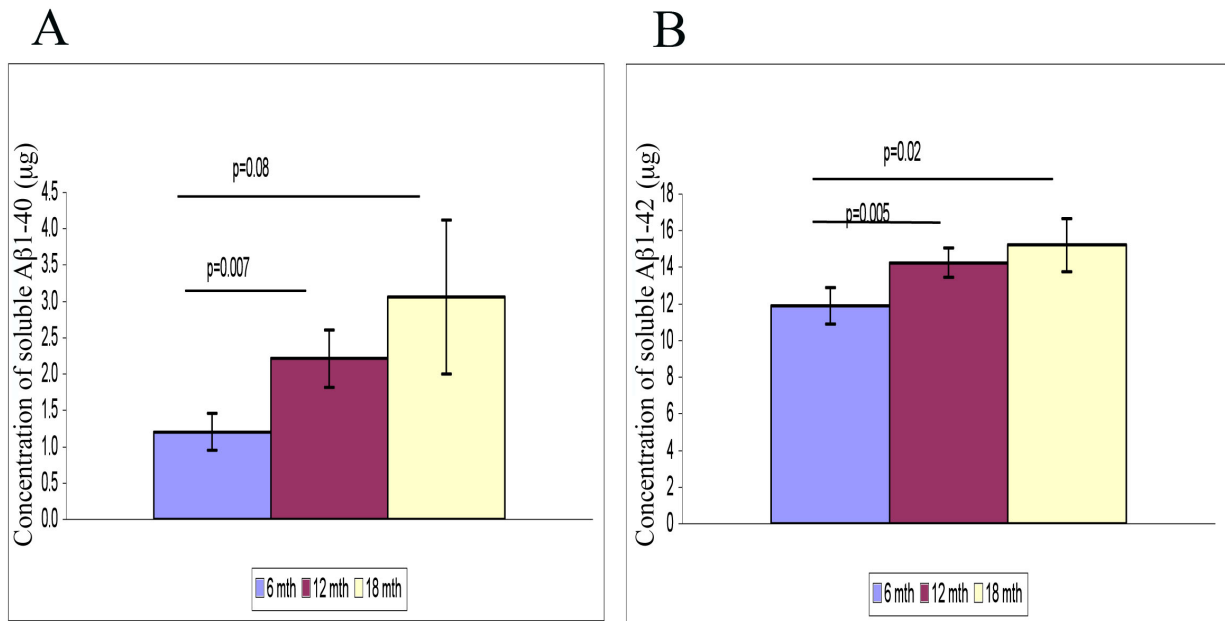 A
Concentration of soluble Aβ1-40 (µg)
4.5
4.0
3.5
3.0
2.5
2.0
1.5
1.0
0.5
0.0
p=0.08
p=0.007
6 mth 12 mth 18 mth
B
Concentration of soluble Aβ1-42 (µg)
18
16
14
12
10
8
6
4
2
0
p=0.02
p=0.005
6 mth 12 mth 18 mth